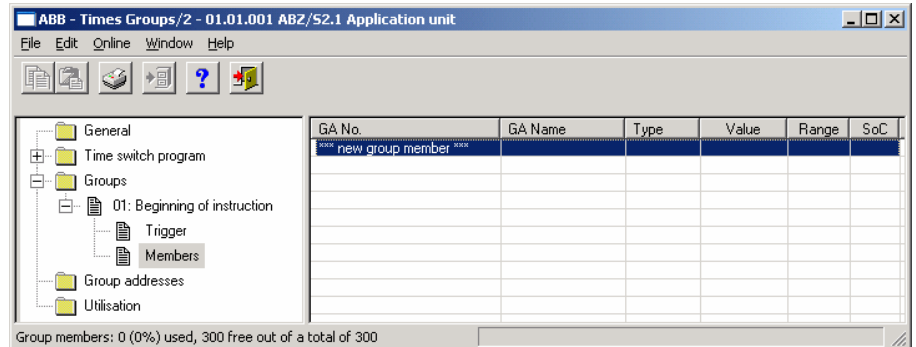 ABB - Times Groups/2 - 01.01.001 ABZ/S2.1 Application unit
File Edit Online Window Help
General
Time switch program
Groups
01: Beginning of instruction
Trigger
Members
Group addresses
Utilisation
GA No. GA Name Type Value Range SoC
*** new group member ***
Group members: 0 (0%) used, 300 free out of a total of 300